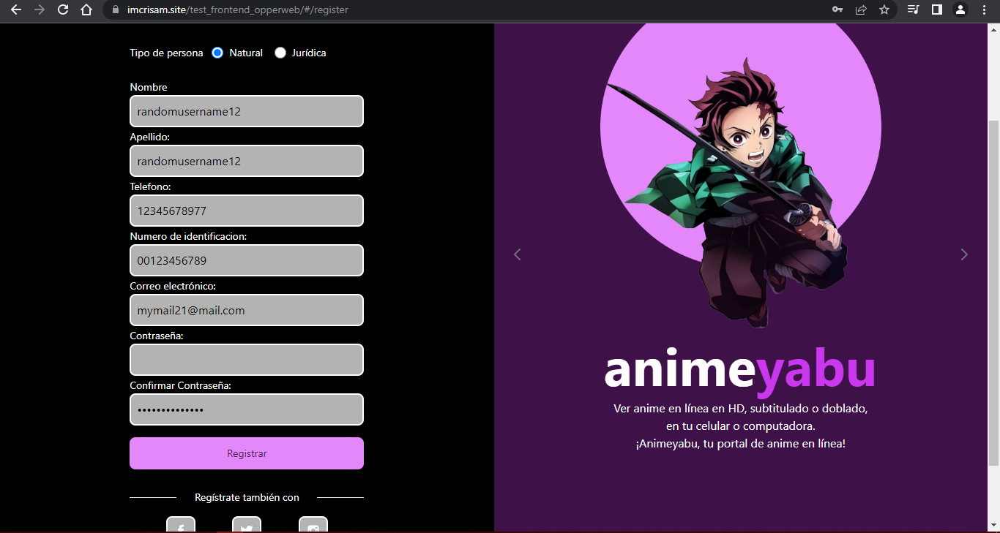 imcrisam.site/test_frontend_opperweb/#/register
Tipo de persona Natural Jurídica
Nombre
randomusername12
Apellido:
randomusername12
Telefono:
12345678977
Numero de identificacion:
00123456789
Correo electrónico:
mymail21@mail.com
Contraseña:
Confirmar Contraseña:
••••••••••••••
Registrar
Regístrate también con
animeyabu
Ver anime en línea en HD, subtitulado o doblado,
en tu celular o computadora.
¡Animeyabu, tu portal de anime en línea!